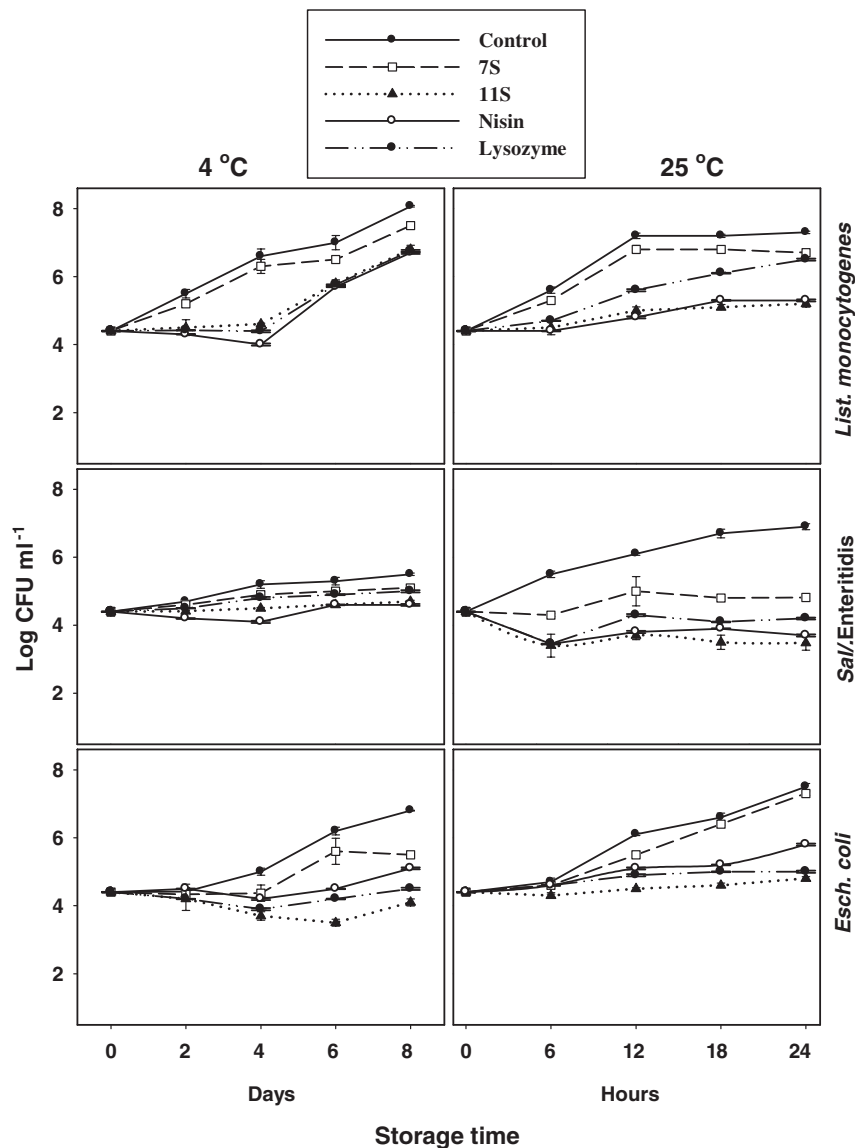 Control
7S
11S
Nisin
Lysozyme
4 °C
25 °C
8
6
4
2
List. monocytogenes
8
6
4
2
Sal/.Enteritidis
Log CFU ml⁻¹
8
6
4
2
Esch. coli
0 2 4 6 8
0 6 12 18 24
Days
Hours
Storage time